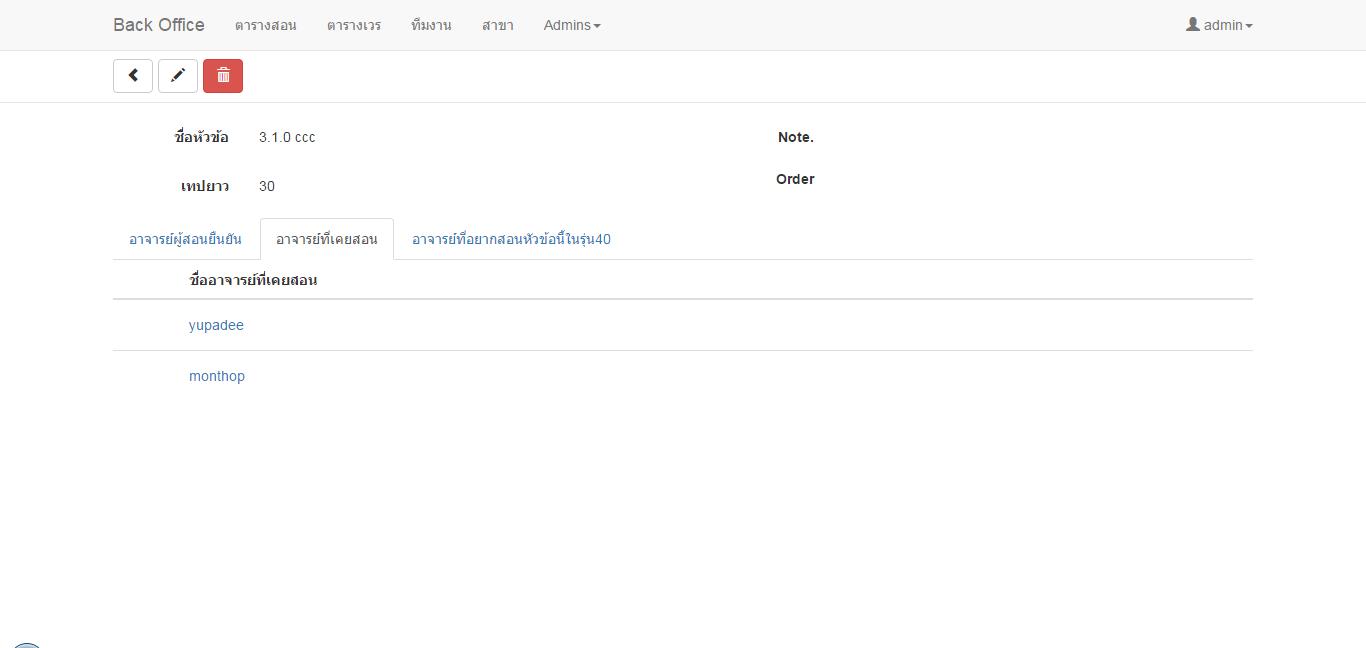 Back Office ตารางสอน ตารางเวร ทีมงาน สาขา Admins admin
ชื่อหัวข้อ 3.1.0 ccc Note.
เทปยาว 30 Order
อาจารย์ผู้สอนยืนยัน อาจารย์ที่เคยสอน อาจารย์ที่อยากสอนหัวข้อนี้ในรุ่น40
ชื่ออาจารย์ที่เคยสอน
yupadee
monthop